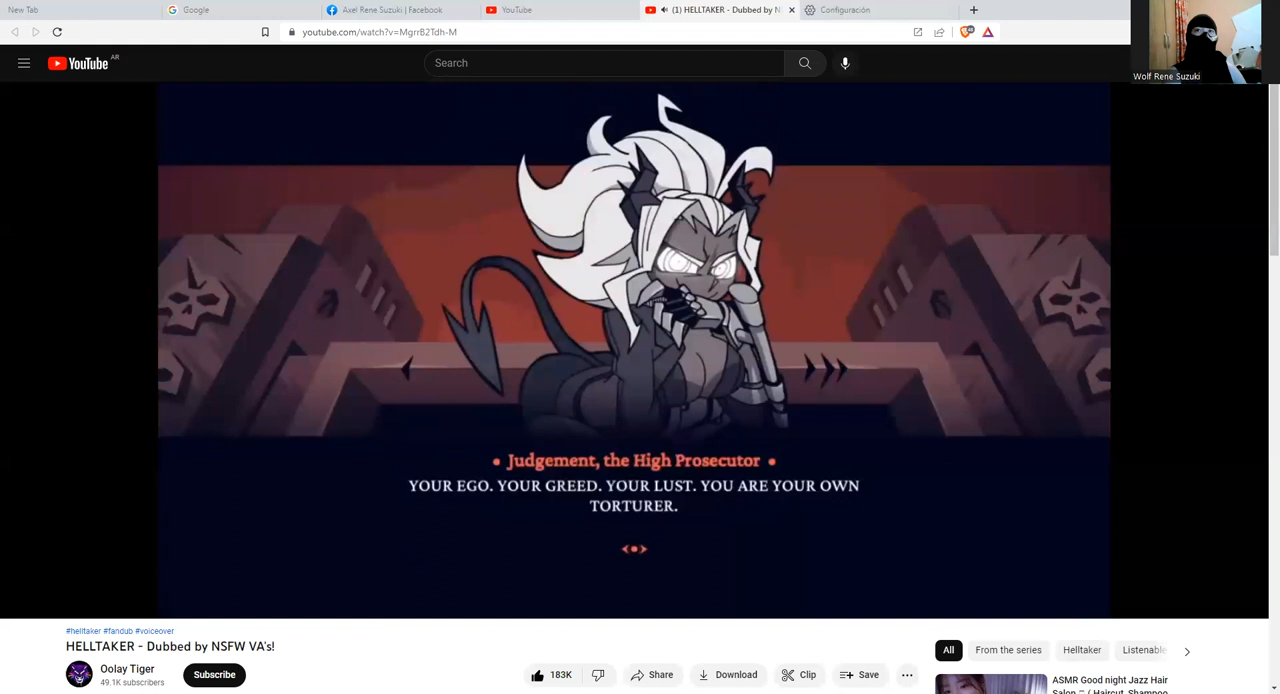 New Tab
Google
Axel Rene Suzuki | Facebook
YouTube
(1) HELLTAKER - Dubbed by N
Configuración
youtube.com/watch?v=MgrrB2Tdh-M
Wolf Rene Suzuki
YouTube AR
Search
Judgement, the High Prosecutor
YOUR EGO. YOUR GREED. YOUR LUST. YOU ARE YOUR OWN
TORTURER.
#helltaker #fandub #voiceover
HELLTAKER - Dubbed by NSFW VA's!
Oolay Tiger
49.1K subscribers
Subscribe
183K
Share
Download
Clip
Save
All
From the series
Helltaker
Listenable
ASMR Good night Jazz Hair
Salon
( Haircut, Shampoo